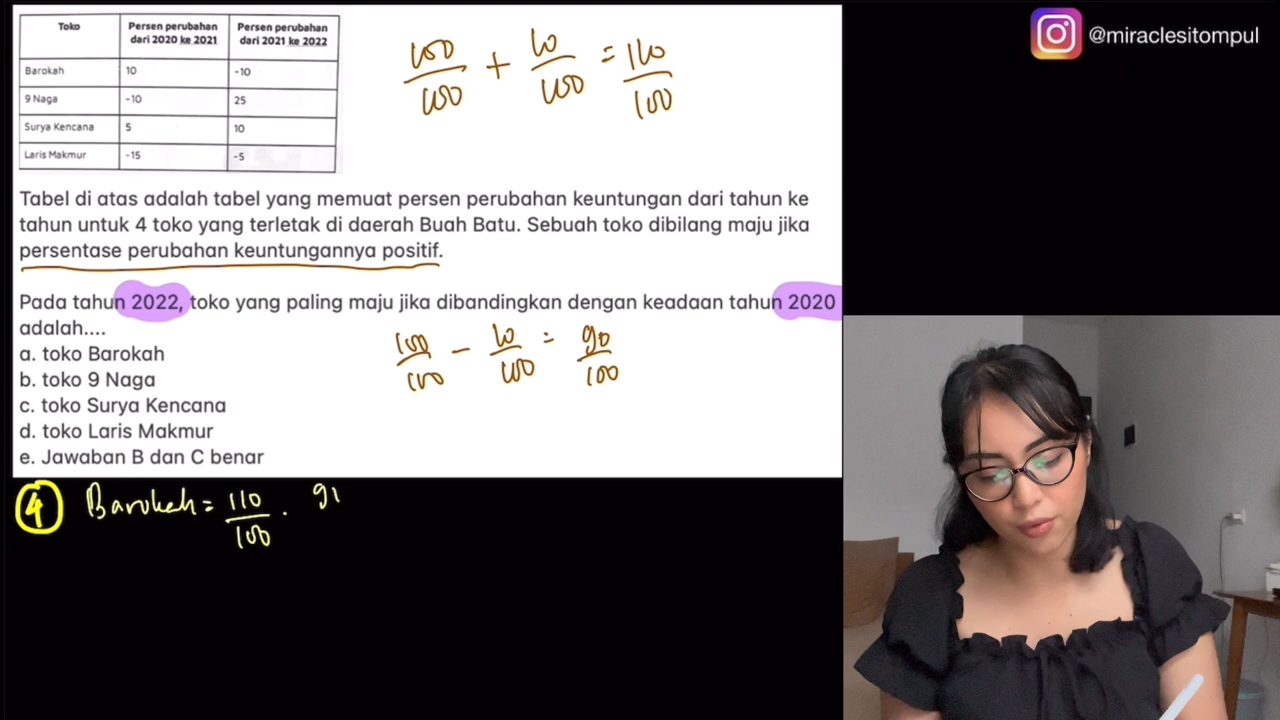 @miraclesitompul
Toko Persen perubahan dari 2020 ke 2021 Persen perubahan dari 2021 ke 2022
Barokah 10 -10
9 Naga -10 25
Surya Kencana 5 10
Laris Makmur -15 -5
100/100 + 10/100 = 110/100
Tabel di atas adalah tabel yang memuat persen perubahan keuntungan dari tahun ke
tahun untuk 4 toko yang terletak di daerah Buah Batu. Sebuah toko dibilang maju jika
persentase perubahan keuntungannya positif.
Pada tahun 2022, toko yang paling maju jika dibandingkan dengan keadaan tahun 2020
adalah....
100/100 - 10/100 = 90/100
a. toko Barokah
b. toko 9 Naga
c. toko Surya Kencana
d. toko Laris Makmur
e. Jawaban B dan C benar
4 Barokah = 110/100 . 9